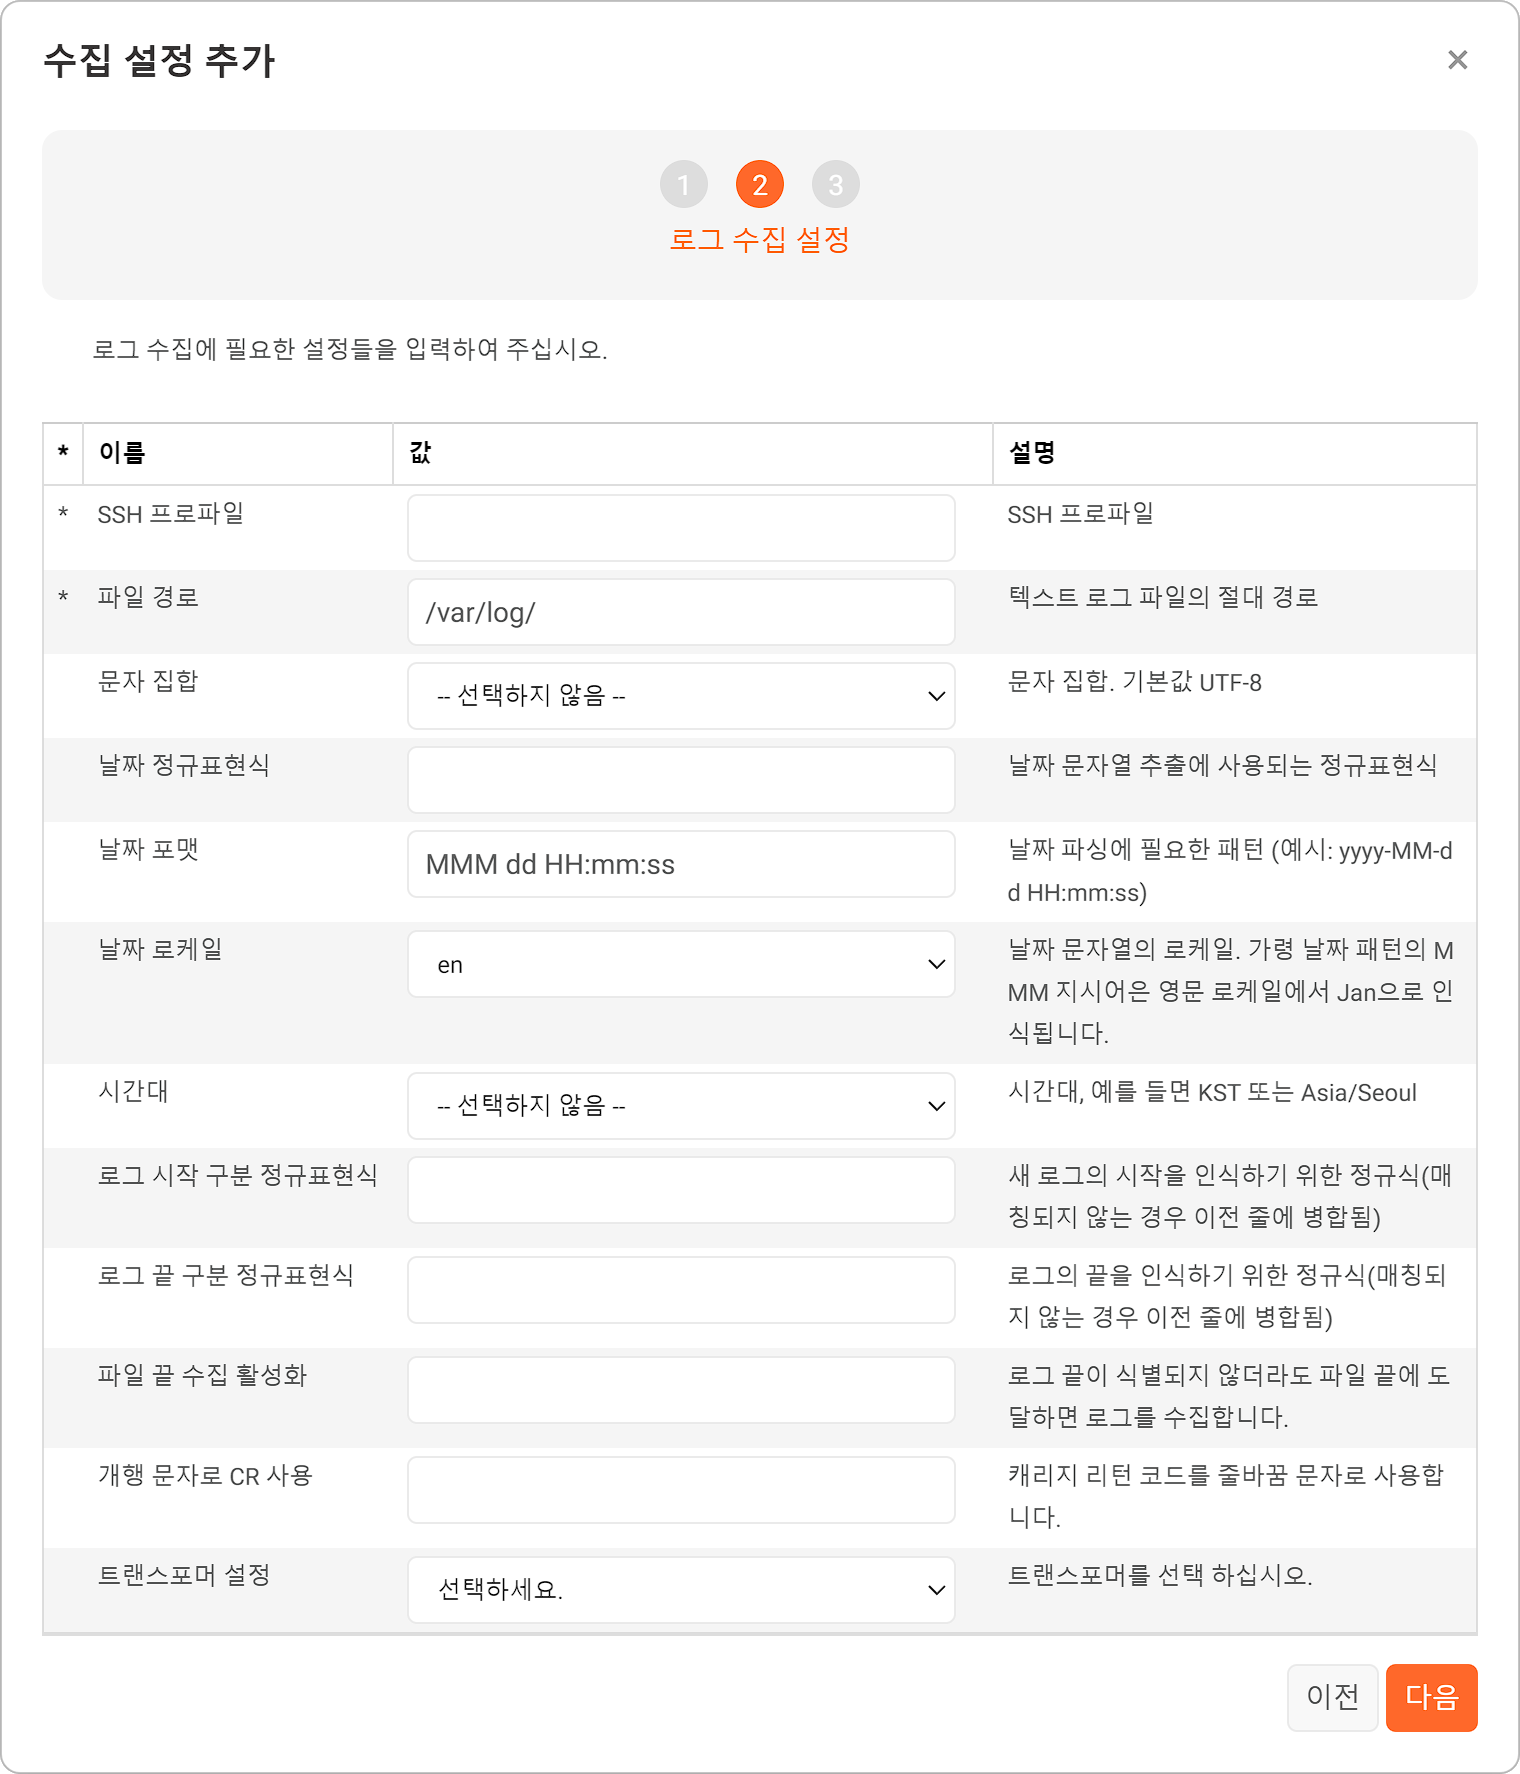 수집 설정 추가
×
1 2 3
로그 수집 설정
로그 수집에 필요한 설정들을 입력하여 주십시오.
* 이름 값 설명
* SSH 프로파일 SSH 프로파일
* 파일 경로 /var/log/ 텍스트 로그 파일의 절대 경로
문자 집합 -- 선택하지 않음 -- 문자 집합. 기본값 UTF-8
날짜 정규표현식 날짜 문자열 추출에 사용되는 정규표현식
날짜 포맷 MMM dd HH:mm:ss 날짜 파싱에 필요한 패턴 (예시: yyyy-MM-d
d HH:mm:ss)
날짜 로케일 en 날짜 문자열의 로케일. 가령 날짜 패턴의 M
MM 지시어은 영문 로케일에서 Jan으로 인
식됩니다.
시간대 -- 선택하지 않음 -- 시간대, 예를 들면 KST 또는 Asia/Seoul
로그 시작 구분 정규표현식 새 로그의 시작을 인식하기 위한 정규식(매
칭되지 않는 경우 이전 줄에 병합됨)
로그 끝 구분 정규표현식 로그의 끝을 인식하기 위한 정규식(매칭되
지 않는 경우 이전 줄에 병합됨)
파일 끝 수집 활성화 로그 끝이 식별되지 않더라도 파일 끝에 도
달하면 로그를 수집합니다.
개행 문자로 CR 사용 캐리지 리턴 코드를 줄바꿈 문자로 사용합
니다.
트랜스포머 설정 선택하세요. 트랜스포머를 선택 하십시오.
이전 다음